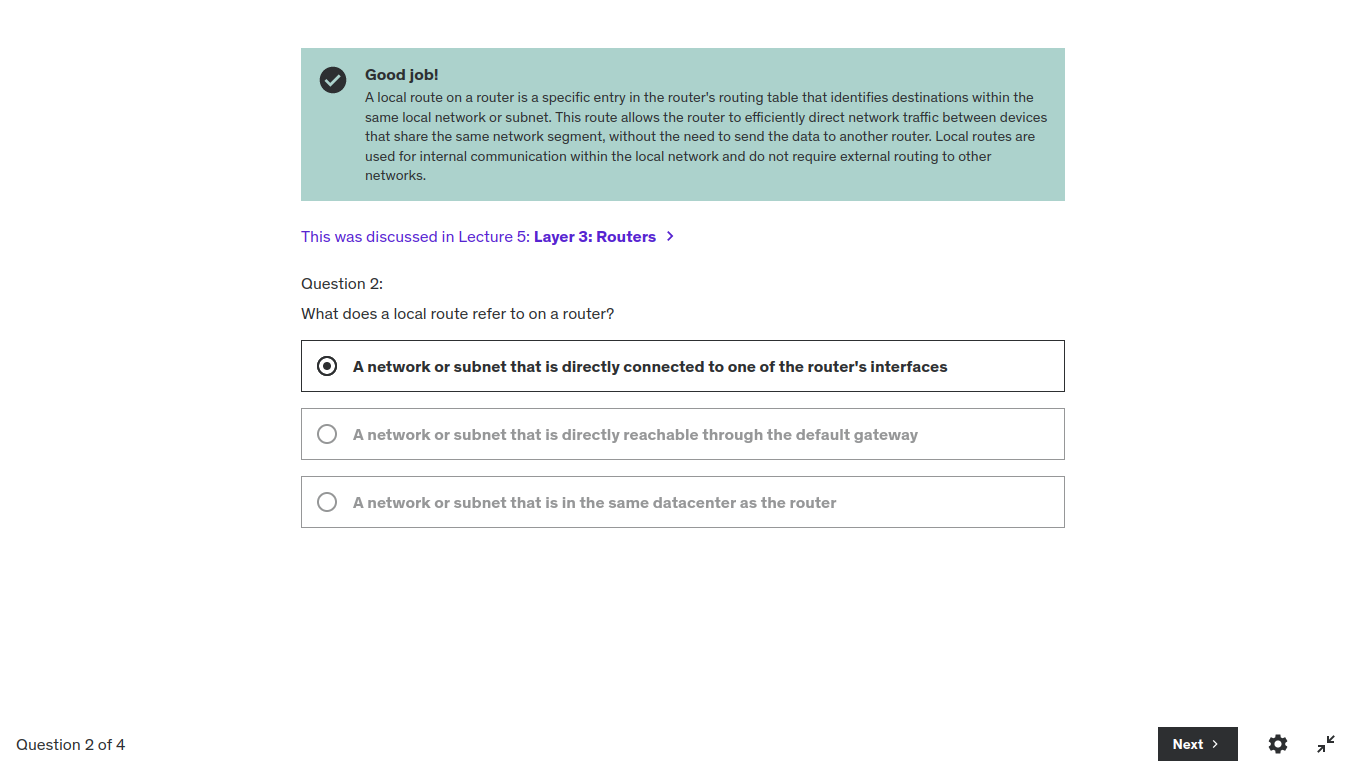 Good job!
A local route on a router is a specific entry in the router's routing table that identifies destinations within the
same local network or subnet. This route allows the router to efficiently direct network traffic between devices
that share the same network segment, without the need to send the data to another router. Local routes are
used for internal communication within the local network and do not require external routing to other
networks.
This was discussed in Lecture 5: Layer 3: Routers
Question 2:
What does a local route refer to on a router?
A network or subnet that is directly connected to one of the router's interfaces
A network or subnet that is directly reachable through the default gateway
A network or subnet that is in the same datacenter as the router
Question 2 of 4
Next